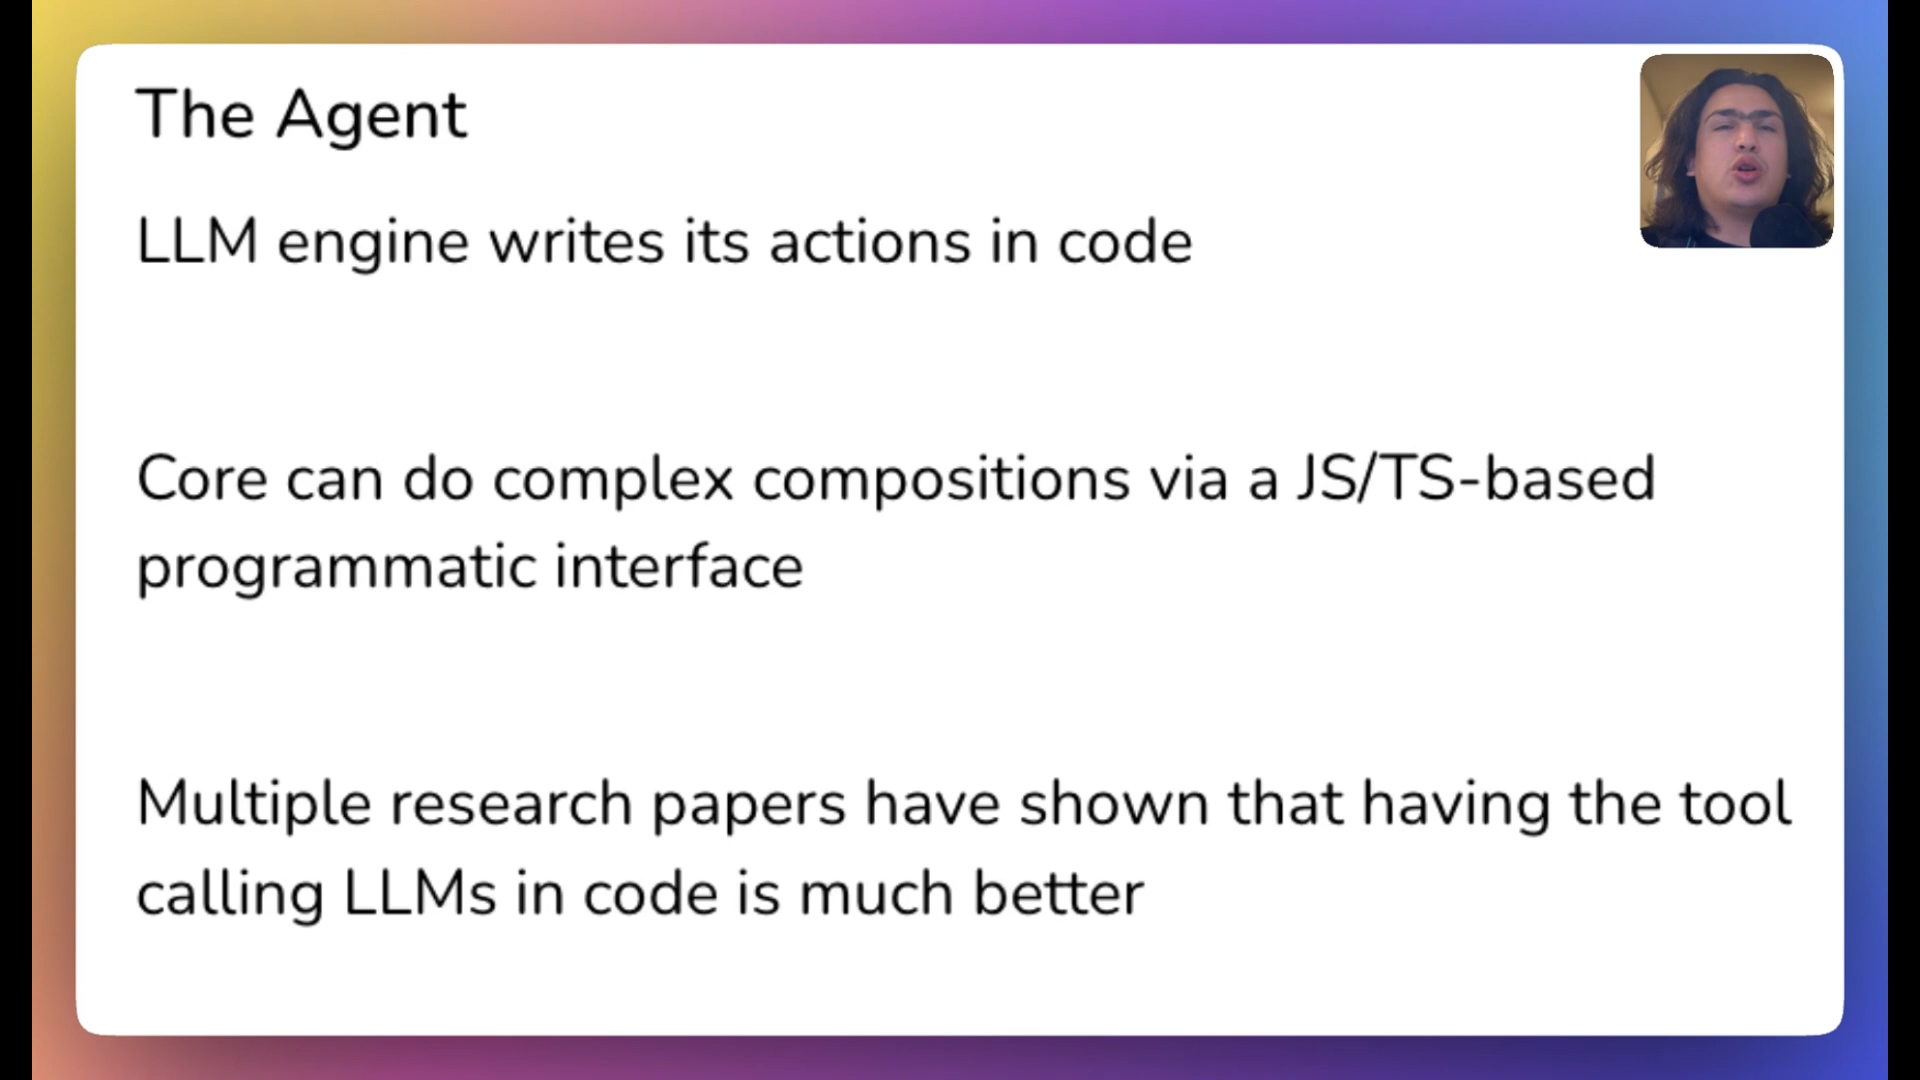 The Agent
LLM engine writes its actions in code
Core can do complex compositions via a JS/TS-based
programmatic interface
Multiple research papers have shown that having the tool
calling LLMs in code is much better